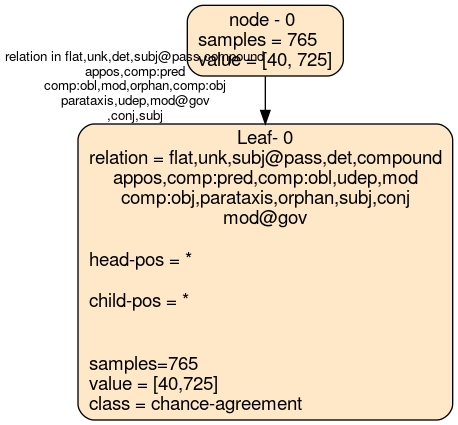 node - 0
samples = 765
value = [40, 725]
relation in flat,unk,det,subj@pass,compound
appos,comp:pred
comp:obl,mod,orphan,comp:obj
parataxis,udep,mod@gov
,conj,subj
Leaf- 0
relation = flat,unk,subj@pass,det,compound
appos,comp:pred,comp:obl,udep,mod
comp:obj,parataxis,orphan,subj,conj
mod@gov
head-pos = *
child-pos = *
samples=765
value = [40,725]
class = chance-agreement